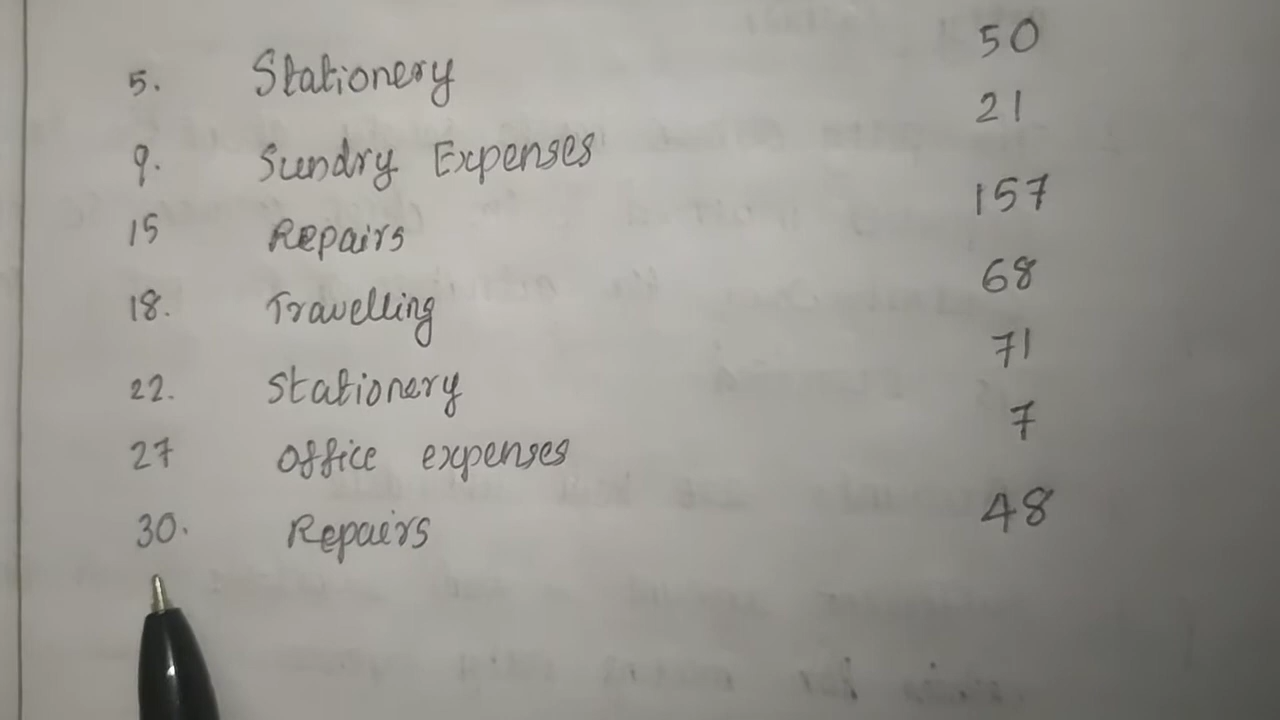 5. Stationery 50
9. Sundry Expenses 21
15 Repairs 157
18. Travelling 68
22. Stationery 71
27 Office expenses 7
30. Repairs 48